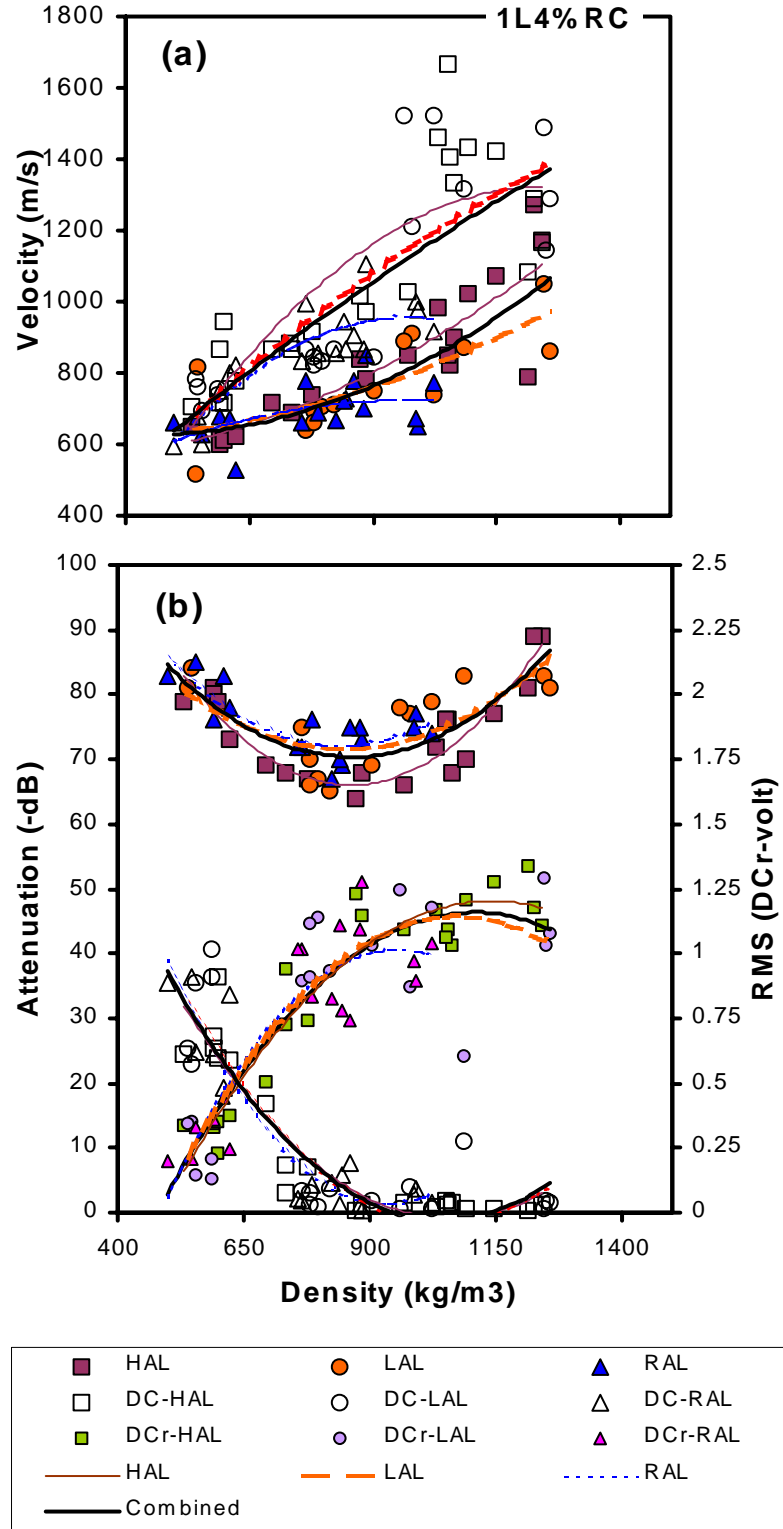 1L4% RC
(a)
1800
1600
1400
1200
1000
800
600
400
Velocity (m/s)
(b)
100
90
80
70
60
50
40
30
20
10
0
Attenuation (-dB)
2.5
2.25
2
1.75
1.5
1.25
1
0.75
0.5
0.25
0
RMS (DCr-volt)
400 650 900 1150 1400
Density (kg/m3)
HAL LAL RAL
DC-HAL DC-LAL DC-RAL
DCr-HAL DCr-LAL DCr-RAL
HAL LAL RAL
Combined